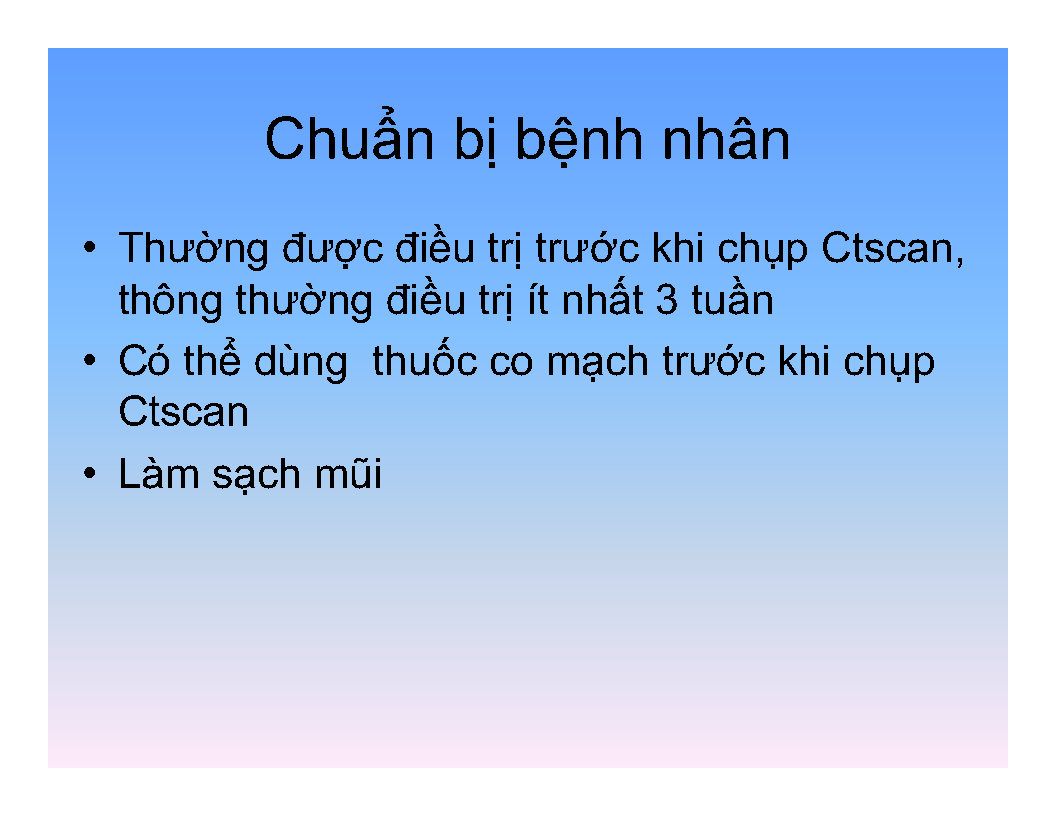 Chuẩn bị bệnh nhân
• Thường được điều trị trước khi chụp Ctscan,
thông thường điều trị ít nhất 3 tuần
• Có thể dùng  thuốc co mạch trước khi chụp
Ctscan
• Làm sạch mũi